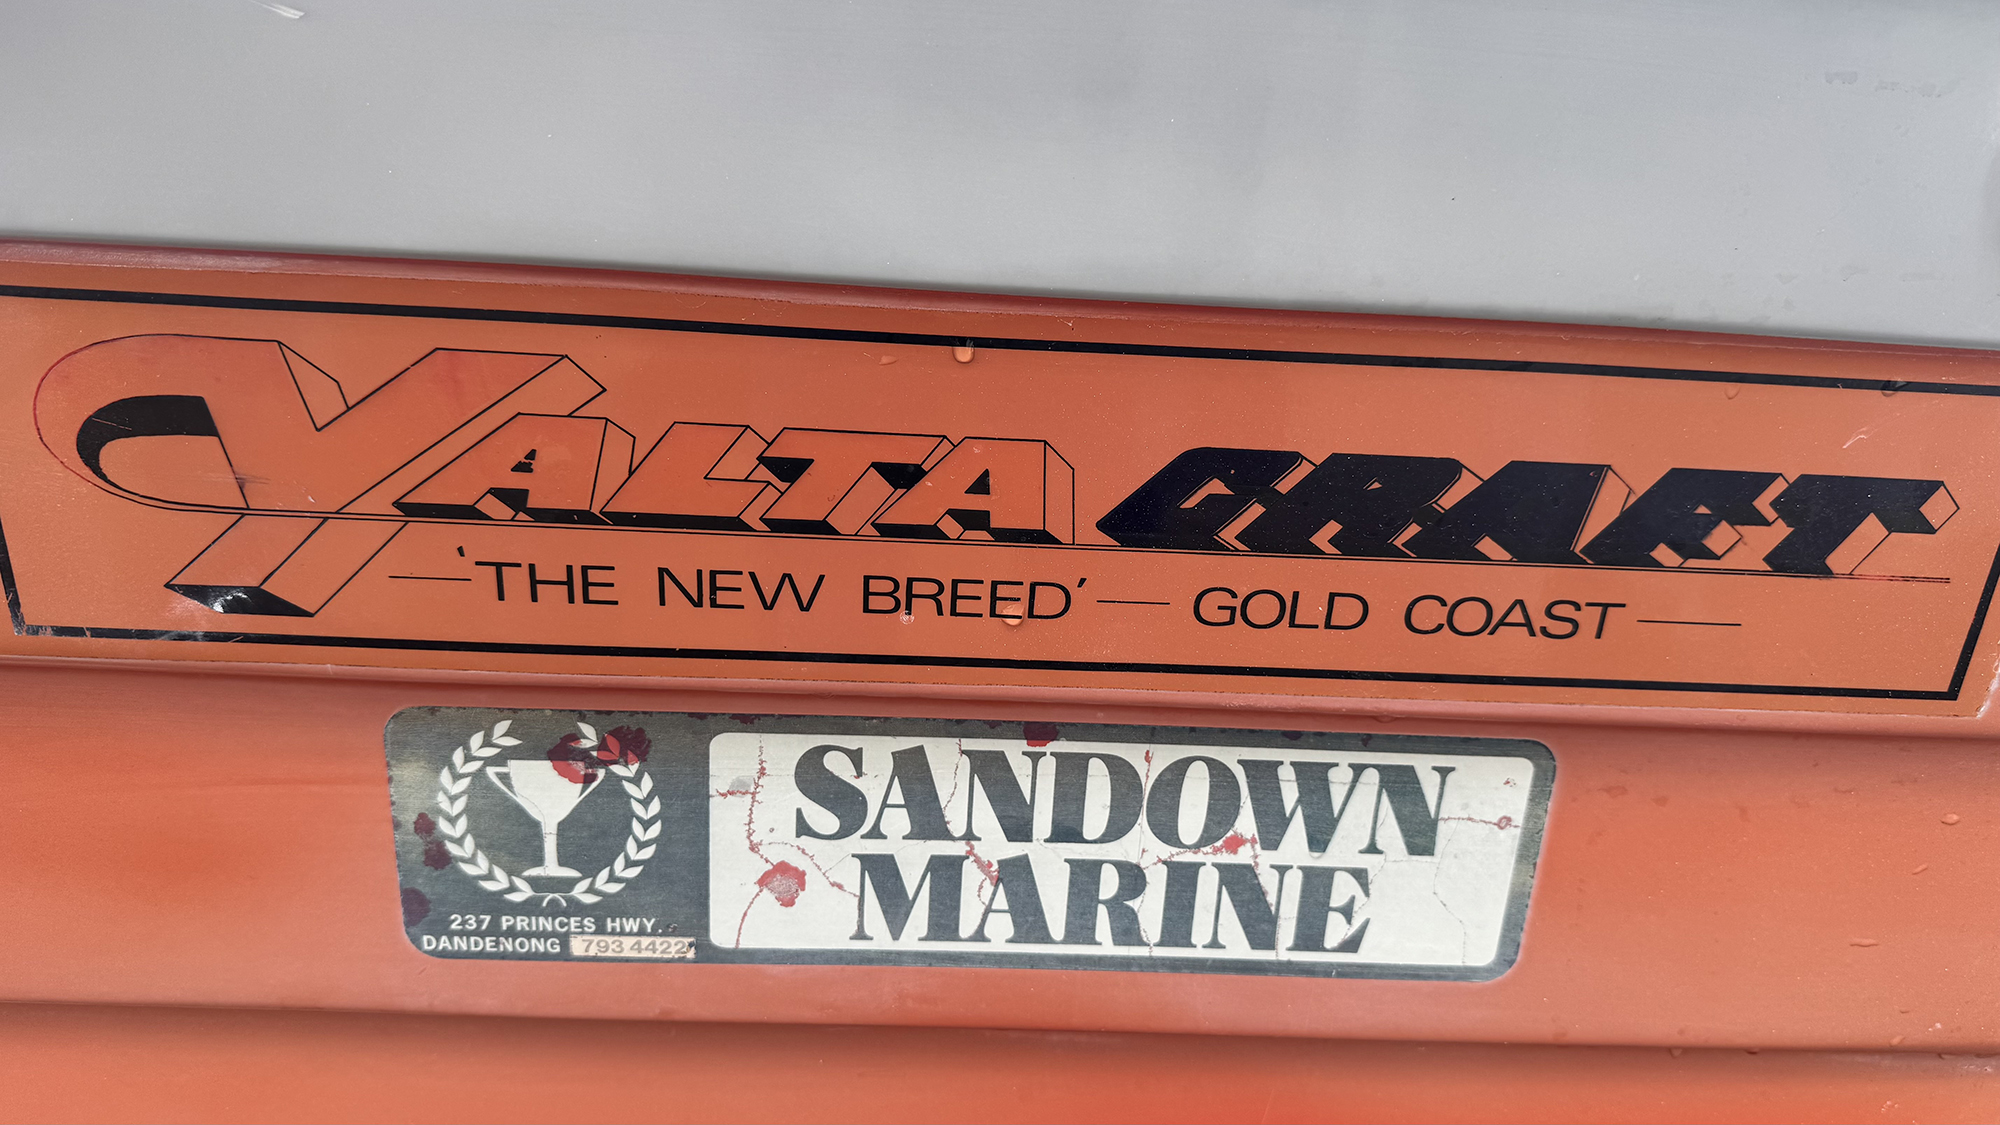 YALTA CRAFT
—'THE NEW BREED'— GOLD COAST—
SANDOWN
MARINE
237 PRINCES HWY.
DANDENONG 793 4422